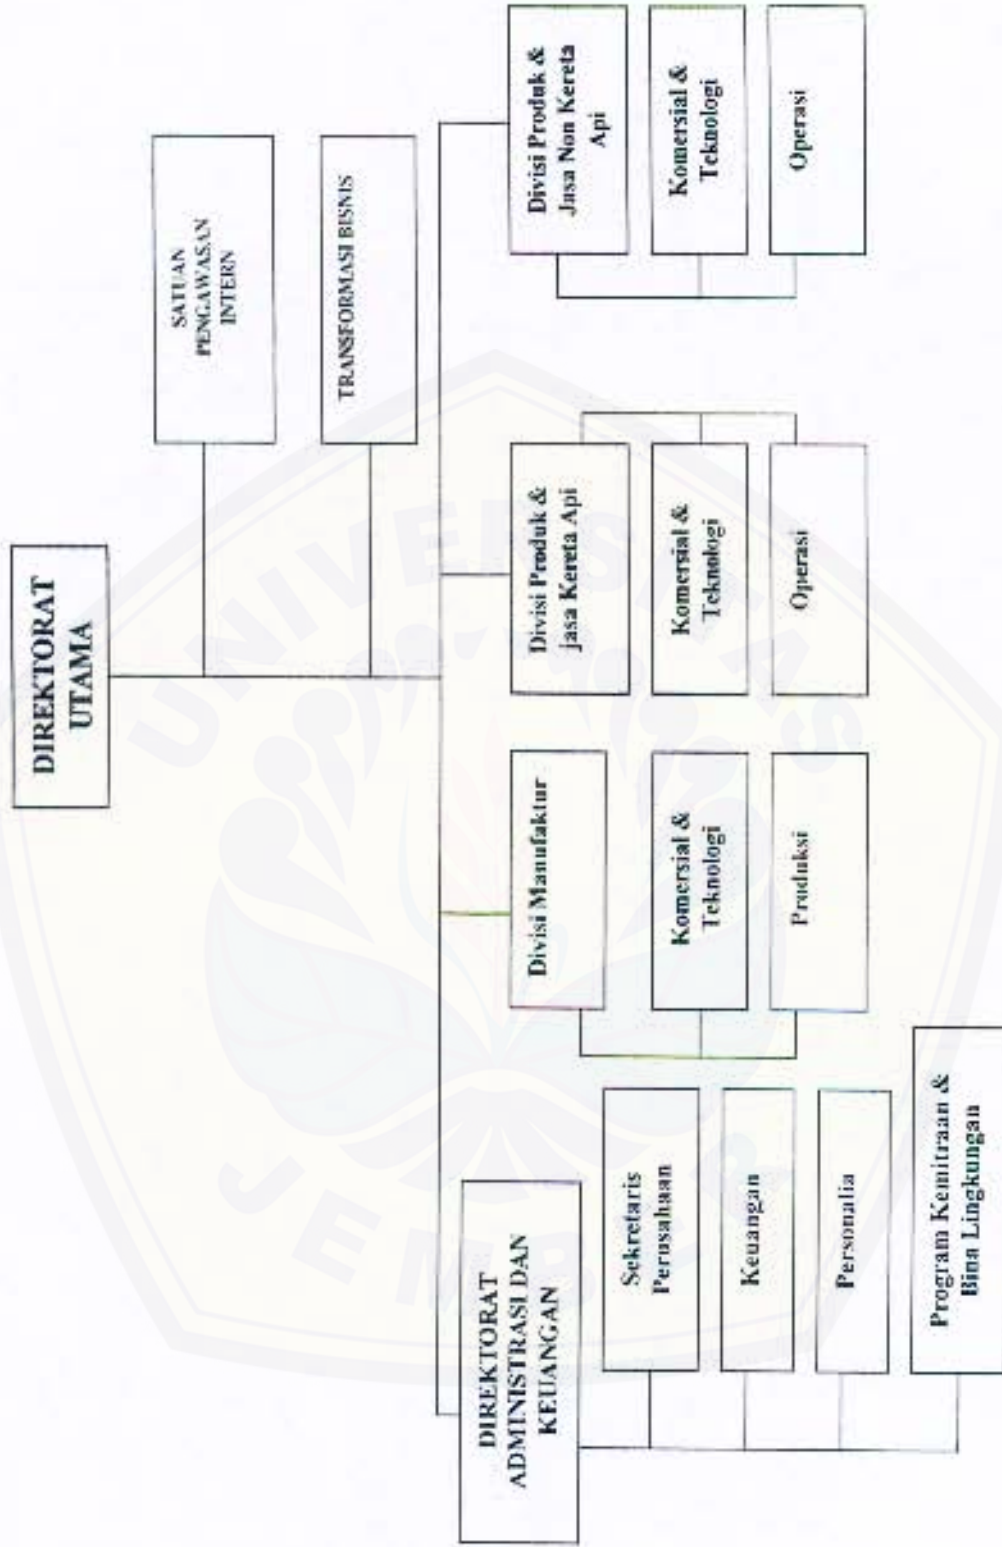 DIREKTORAT
UTAMA
SATUAN
PENGAWASAN
INTERN
TRANSFORMASI BISNIS
DIREKTORAT
ADMINISTRASI DAN
KEUANGAN
Sekretaris
Perusahaan
Keuangan
Personalia
Program Kemitraan &
Bina Lingkungan
Divisi Manufaktur
Komersial &
Teknologi
Produksi
Divisi Produk &
jasa Kereta Api
Komersial &
Teknologi
Operasi
Divisi Produk &
Jasa Non Kereta
Api
Komersial &
Teknologi
Operasi
UNIVERSITAS
JEMBER